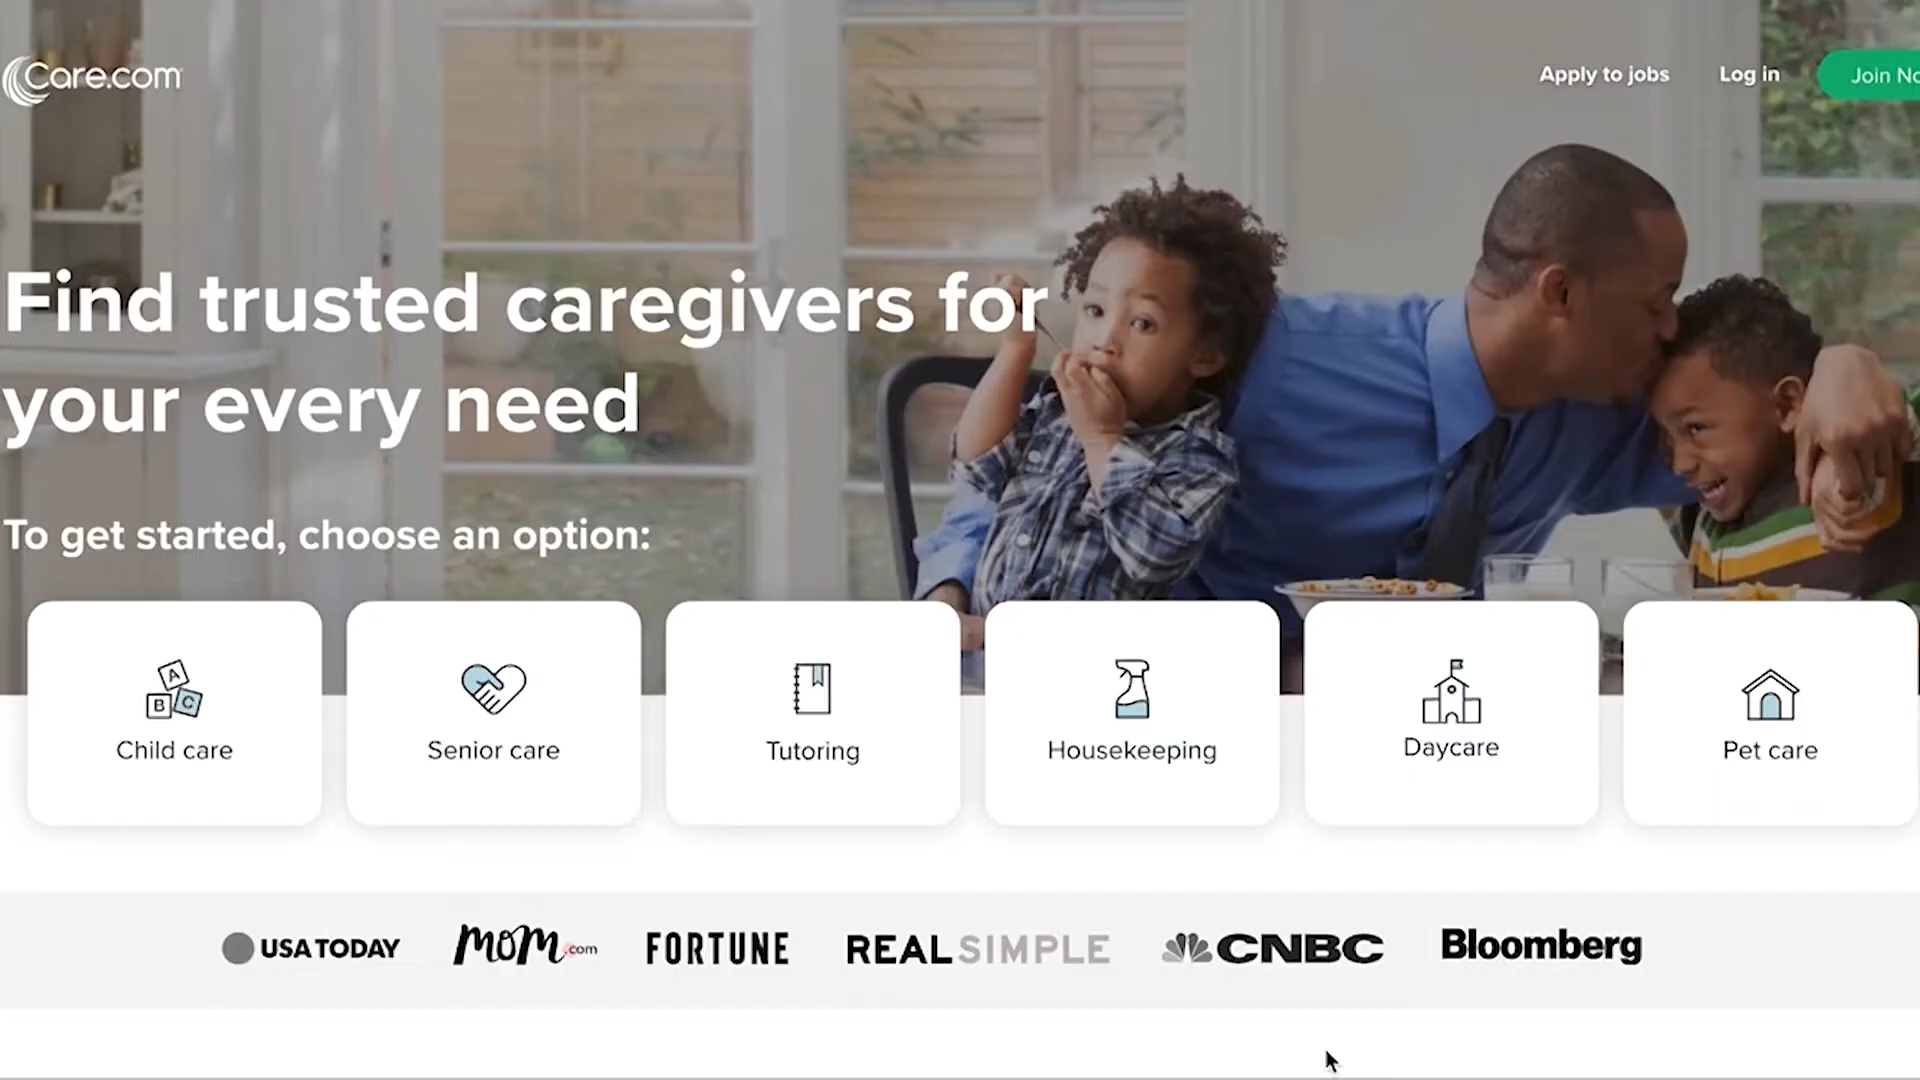 Care.com
Apply to jobs
Log in
Join
Find trusted caregivers for
your every need
To get started, choose an option:
A
B C
Child care
Senior care
Tutoring
Housekeeping
Daycare
Pet care
USA TODAY
MOM.com
FORTUNE
REAL SIMPLE
CNBC
Bloomberg